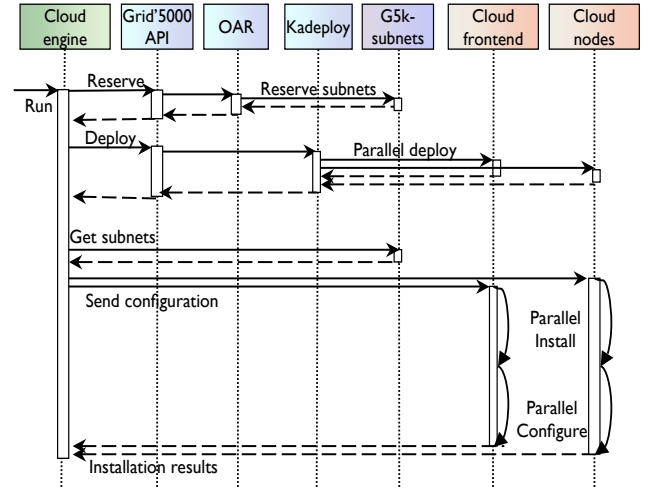 Cloud
engine
Grid'5000
API
OAR
Kadeploy
G5k-
subnets
Cloud
frontend
Cloud
nodes
Run
Reserve
Reserve subnets
Deploy
Parallel deploy
Get subnets
Send configuration
Parallel
Install
Parallel
Configure
Installation results